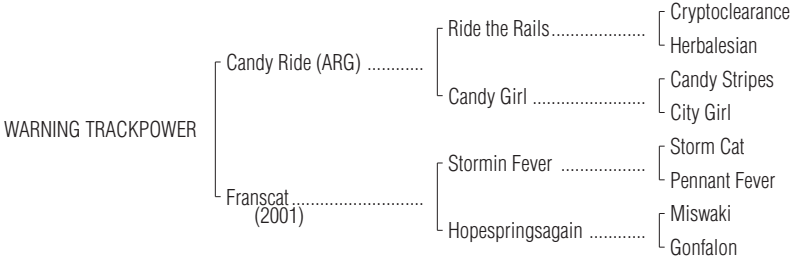 Cryptoclearance
Ride the Rails....................
Herbalesian
Candy Ride (ARG) ............
Candy Stripes
Candy Girl ........................
City Girl
WARNING TRACKPOWER
Storm Cat
Stormin Fever ..................
Pennant Fever
Franscat............................
(2001)
Miswaki
Hopespringsagain ............
Gonfalon